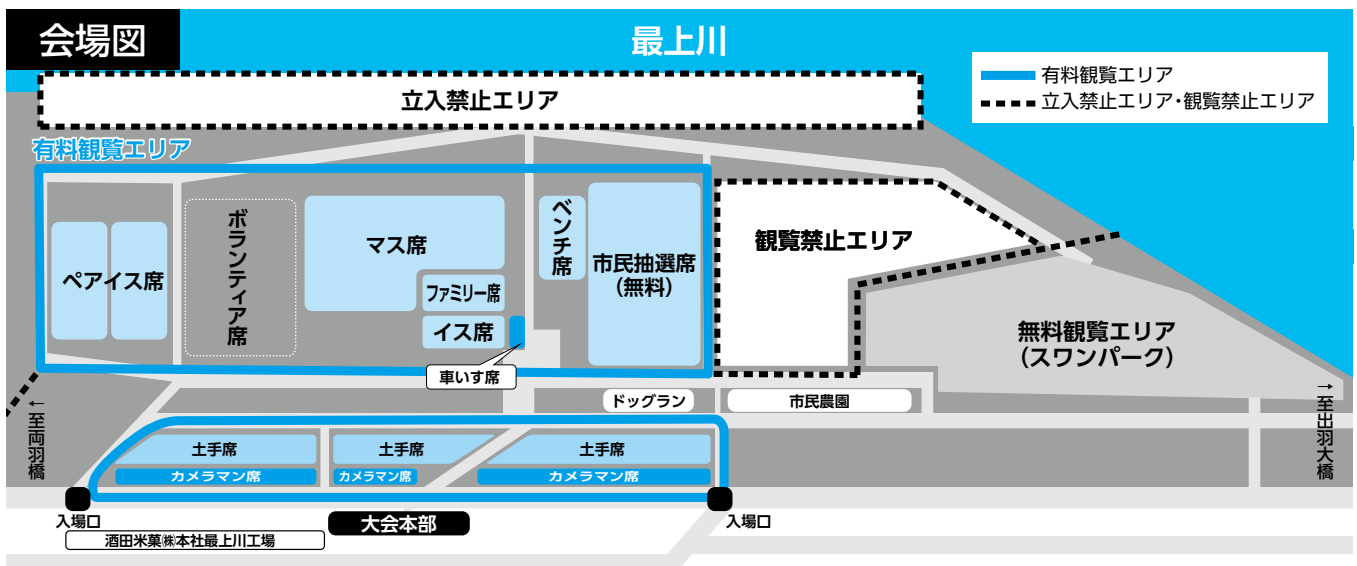 会場図
最上川
有料観覧エリア
立入禁止エリア・観覧禁止エリア
立入禁止エリア
有料観覧エリア
ペアイス席
ボランティア席
マス席
ファミリー席
イス席
車いす席
ベンチ席
市民抽選席
(無料)
観覧禁止エリア
無料観覧エリア
(スワンパーク)
ドッグラン
市民農園
←至両羽橋
→至出羽大橋
土手席
土手席
土手席
カメラマン席
カメラマン席
カメラマン席
入場口
大会本部
入場口
酒田米菓㈱本社最上川工場